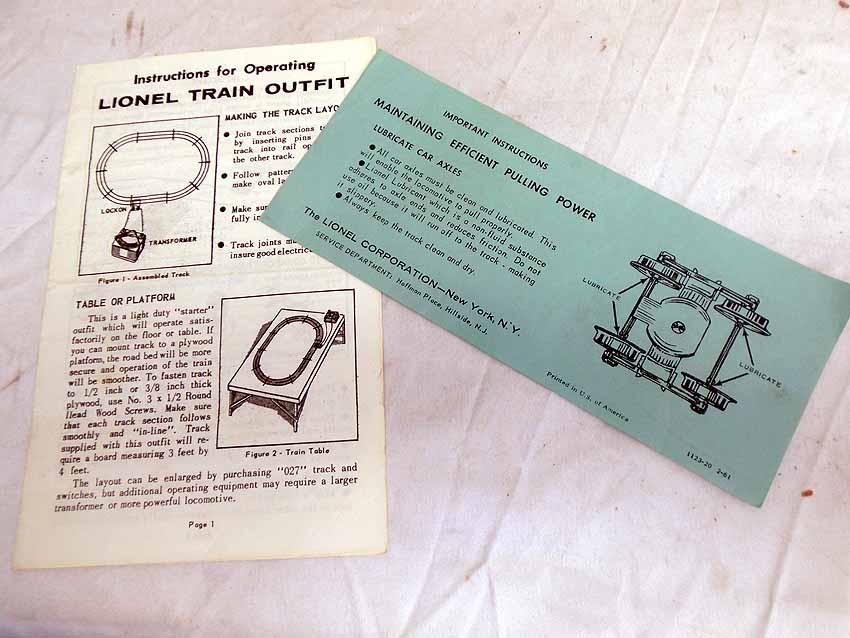 Instructions for Operating
LIONEL TRAIN OUTFIT
LOCKON
TRANSFORMER
Figure 1 - Assembled Track
MAKING THE TRACK LAYO
● Join track sections
by inserting pins
track into rail
the other track.
● Follow
make oval
● Make
fully
● Track joints
insure good
TABLE OR PLATFORM
This is a light duty "starter"
outfit which will operate satis-
factorily on the floor or table. If
you can mount track to a plywood
platform, the road bed will be more
secure and operation of the train
will be smoother. To fasten track
to 1/2 inch or 3/8 inch thick
plywood, use No. 3 x 1/2 Round
Head Wood Screws. Make sure
that each track section follows
smoothly and "in-line". Track
supplied with this outfit will re-
quire a board measuring 3 feet by
4 feet.
Figure 2 - Train Table
The layout can be enlarged by purchasing "027" track and
switches, but additional operating equipment may require a larger
transformer or more powerful locomotive.
Page 1
IMPORTANT INSTRUCTIONS
MAINTAINING EFFICIENT PULLING POWER
LUBRICATE CAR AXLES
● All car axles must be clean and lubricated. This
will enable the locomotive to pull properly.
● Lionel Lubricant which is a non-fluid substance
adheres to axle ends and reduces friction. Do not
use oil because it will run off to the track - making
it slippery.
● Always keep the track clean and dry.
The LIONEL CORPORATION—New York, N.Y.
SERVICE DEPARTMENT: Hoffman Place, Hillside, N.J.
LUBRICATE
LUBRICATE
Printed in U.S. of America
1123-20 2-61